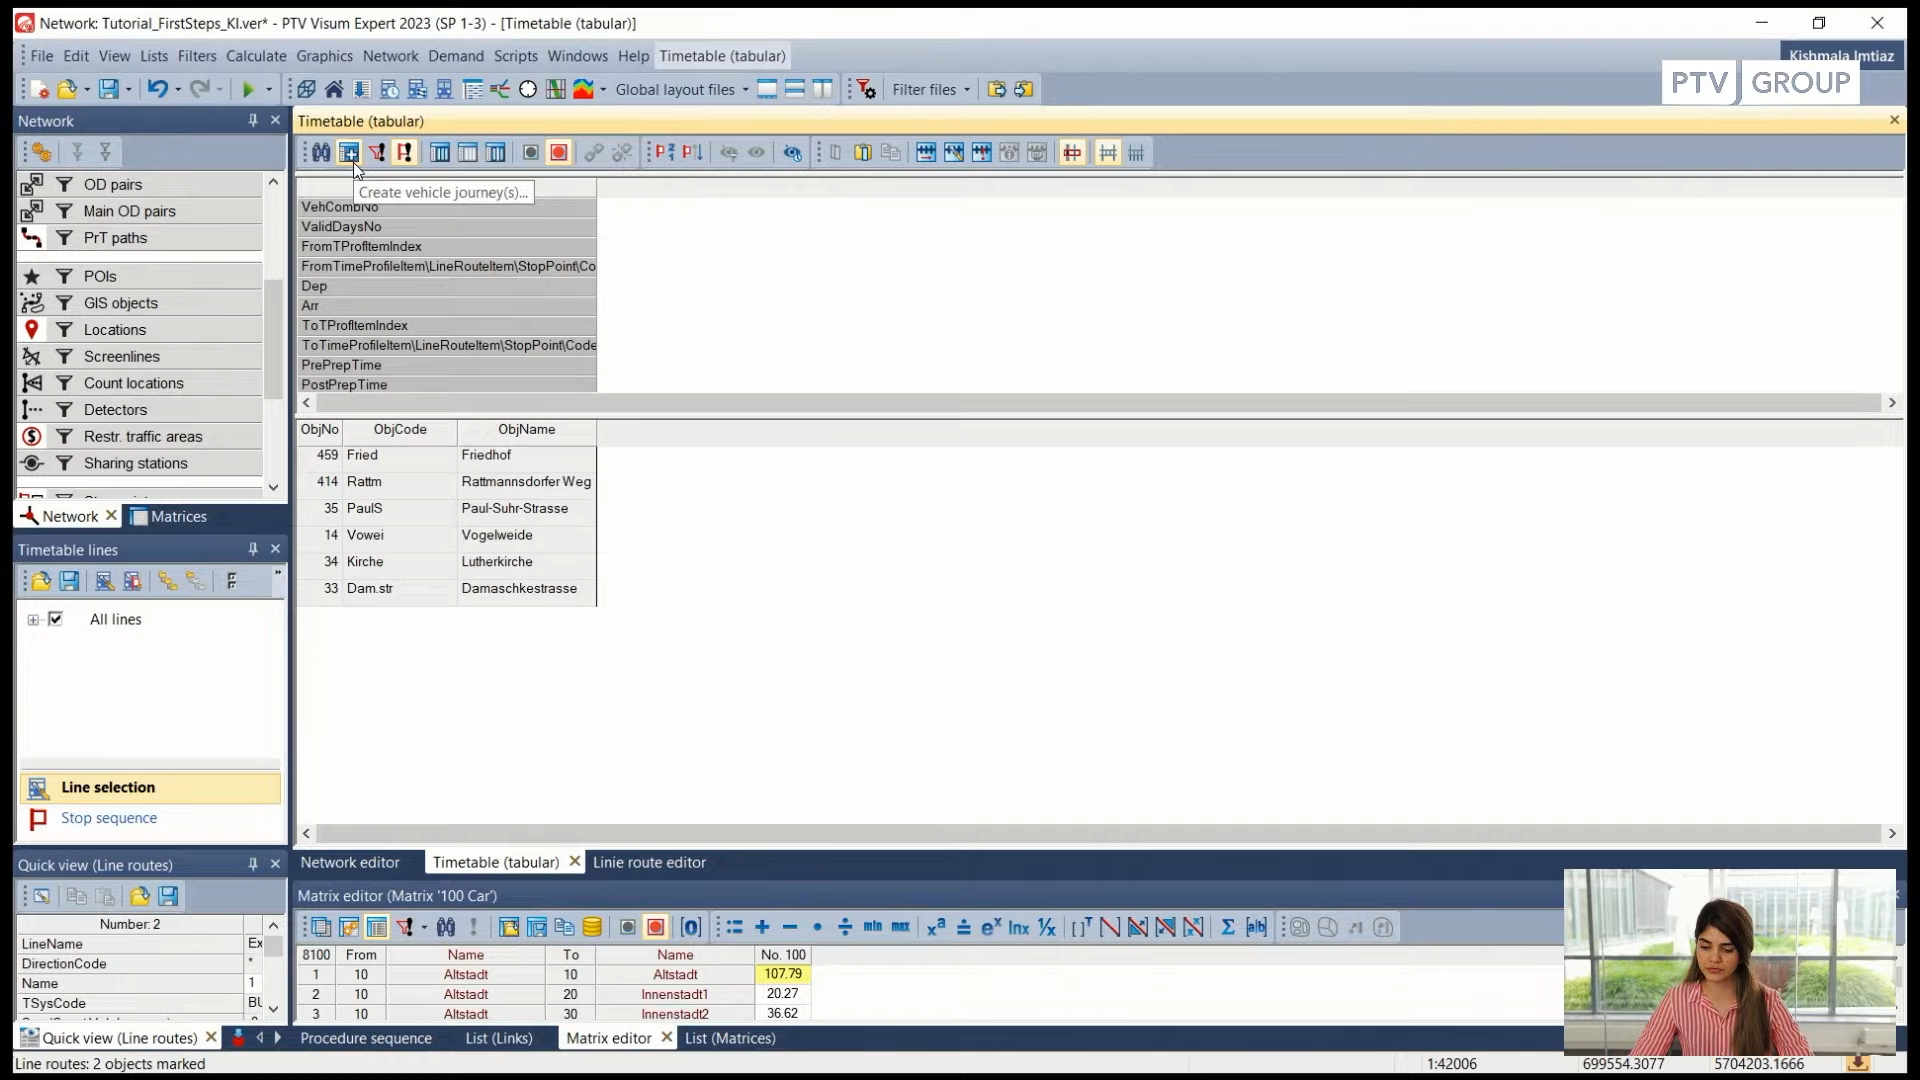 Network: Tutorial_FirstSteps_KI.ver* - PTV Visum Expert 2023 (SP 1-3) - [Timetable (tabular)]
File Edit View Lists Filters Calculate Graphics Network Demand Scripts Windows Help Timetable (tabular)
Kishmala Imtiaz
PTV GROUP
Global layout files
Filter files
Network
Timetable (tabular)
Create vehicle journey(s)...
OD pairs
Main OD pairs
PrT paths
POIs
GIS objects
Locations
Screenlines
Count locations
Detectors
Restr. traffic areas
Sharing stations
Network Matrices
VehCombNo
ValidDaysNo
FromTProfItemIndex
FromTimeProfileItem\LineRouteItem\StopPoint\Co
Dep
Arr
ToTProfItemIndex
ToTimeProfileItem\LineRouteItem\StopPoint\Code
PrePrepTime
PostPrepTime
ObjNo ObjCode ObjName
459 Fried Friedhof
414 Rattm Rattmannsdorfer Weg
35 PaulS Paul-Suhr-Strasse
14 Vowei Vogelweide
34 Kirche Lutherkirche
33 Dam.str Damaschkestrasse
Timetable lines
All lines
Line selection
Stop sequence
Network editor Timetable (tabular) Linie route editor
Quick view (Line routes)
Number: 2
LineName Ex
DirectionCode *
Name 1
TSysCode BU
Matrix editor (Matrix '100 Car')
min max
8100 From Name To Name No. 100
1 10 Altstadt 10 Altstadt 107.79
2 10 Altstadt 20 Innenstadt1 20.27
3 10 Altstadt 30 Innenstadt2 36.62
Quick view (Line routes)
Procedure sequence List (Links) Matrix editor List (Matrices)
Line routes: 2 objects marked
1:42006 699554.3077 5704203.1666